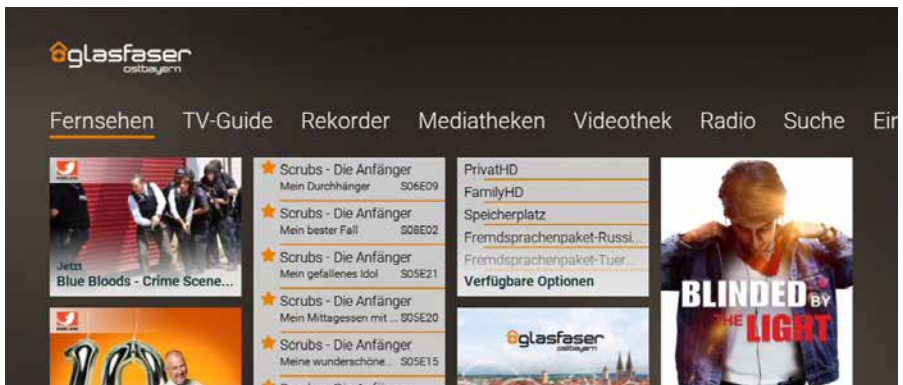 glasfaser
ostbayern
Fernsehen TV-Guide Rekorder Mediatheken Videothek Radio Suche Ein
Jetzt
Blue Bloods - Crime Scene...
Scrubs - Die Anfänger
Mein Durchhänger S06E09
Scrubs - Die Anfänger
Mein bester Fall S08E02
Scrubs - Die Anfänger
Mein gefallenes Idol S05E21
Scrubs - Die Anfänger
Mein Mittagessen mit ... S05E20
Scrubs - Die Anfänger
Meine wunderschöne... S05E15
PrivatHD
FamilyHD
Speicherplatz
Fremdsprachenpaket-Russi...
Fremdsprachenpaket-Tuer...
Verfügbare Optionen
BLINDED BY
THE LIGHT
10
glasfaser
ostbayern